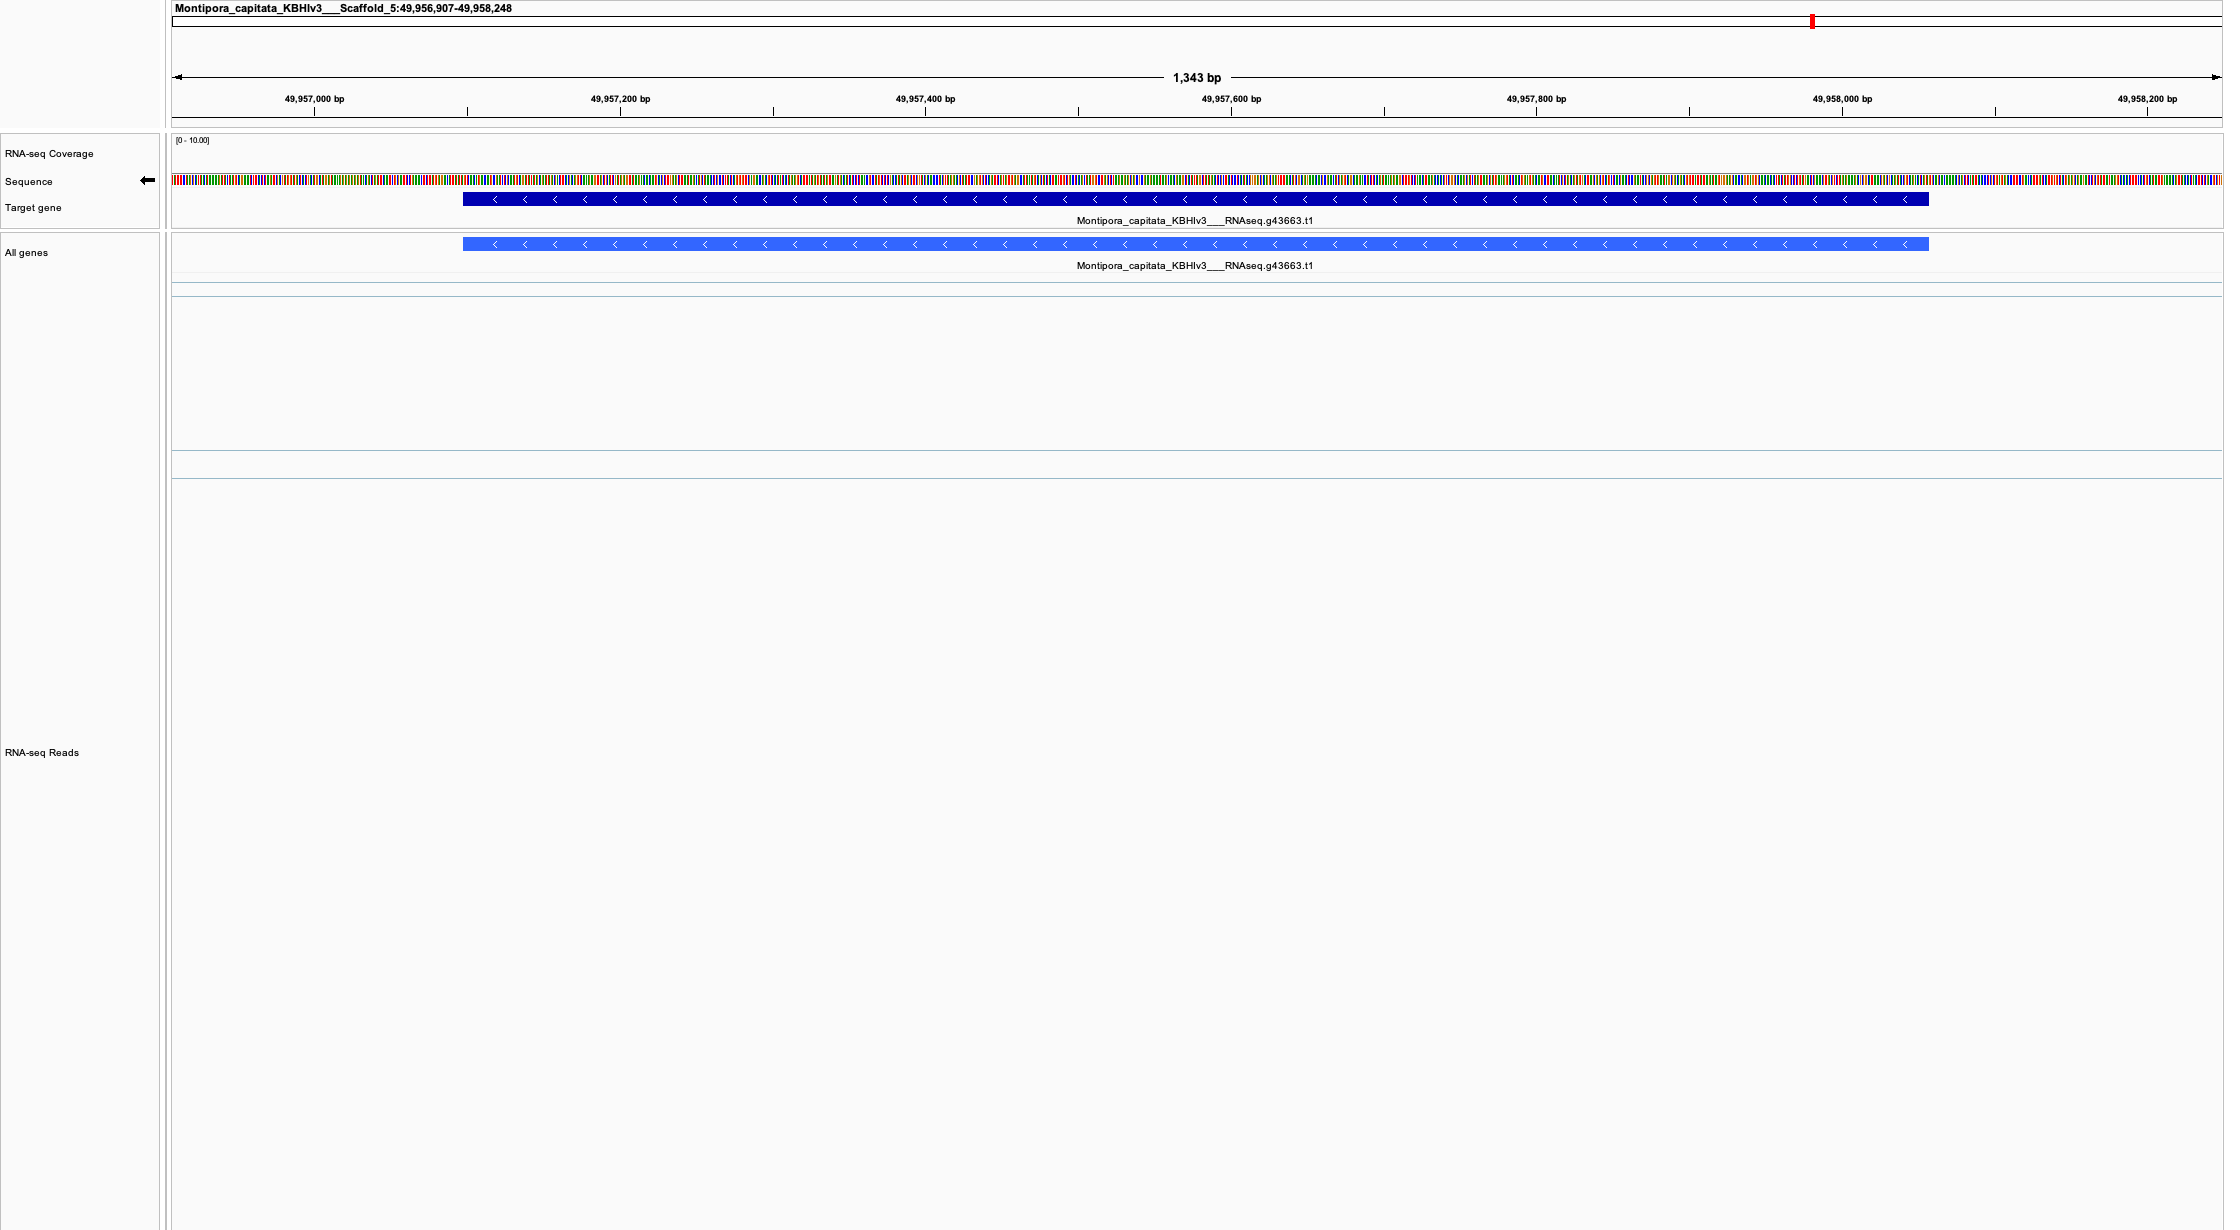 Montipora_capitata_KBHIv3___Scaffold_5:49,956,907-49,958,248
1,343 bp
49,957,000 bp 49,957,200 bp 49,957,400 bp 49,957,600 bp 49,957,800 bp 49,958,000 bp 49,958,200 bp
[0 - 10.00]
RNA-seq Coverage
Sequence
Target gene
Montipora_capitata_KBHIv3___RNAseq.g43663.t1
All genes
Montipora_capitata_KBHIv3___RNAseq.g43663.t1
RNA-seq Reads